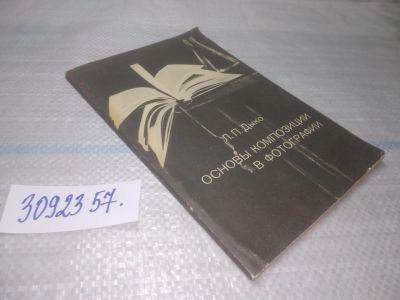 Л. П. Дыко
ОСНОВЫ КОМПОЗИЦИИ
В ФОТОГРАФИИ
3092357.